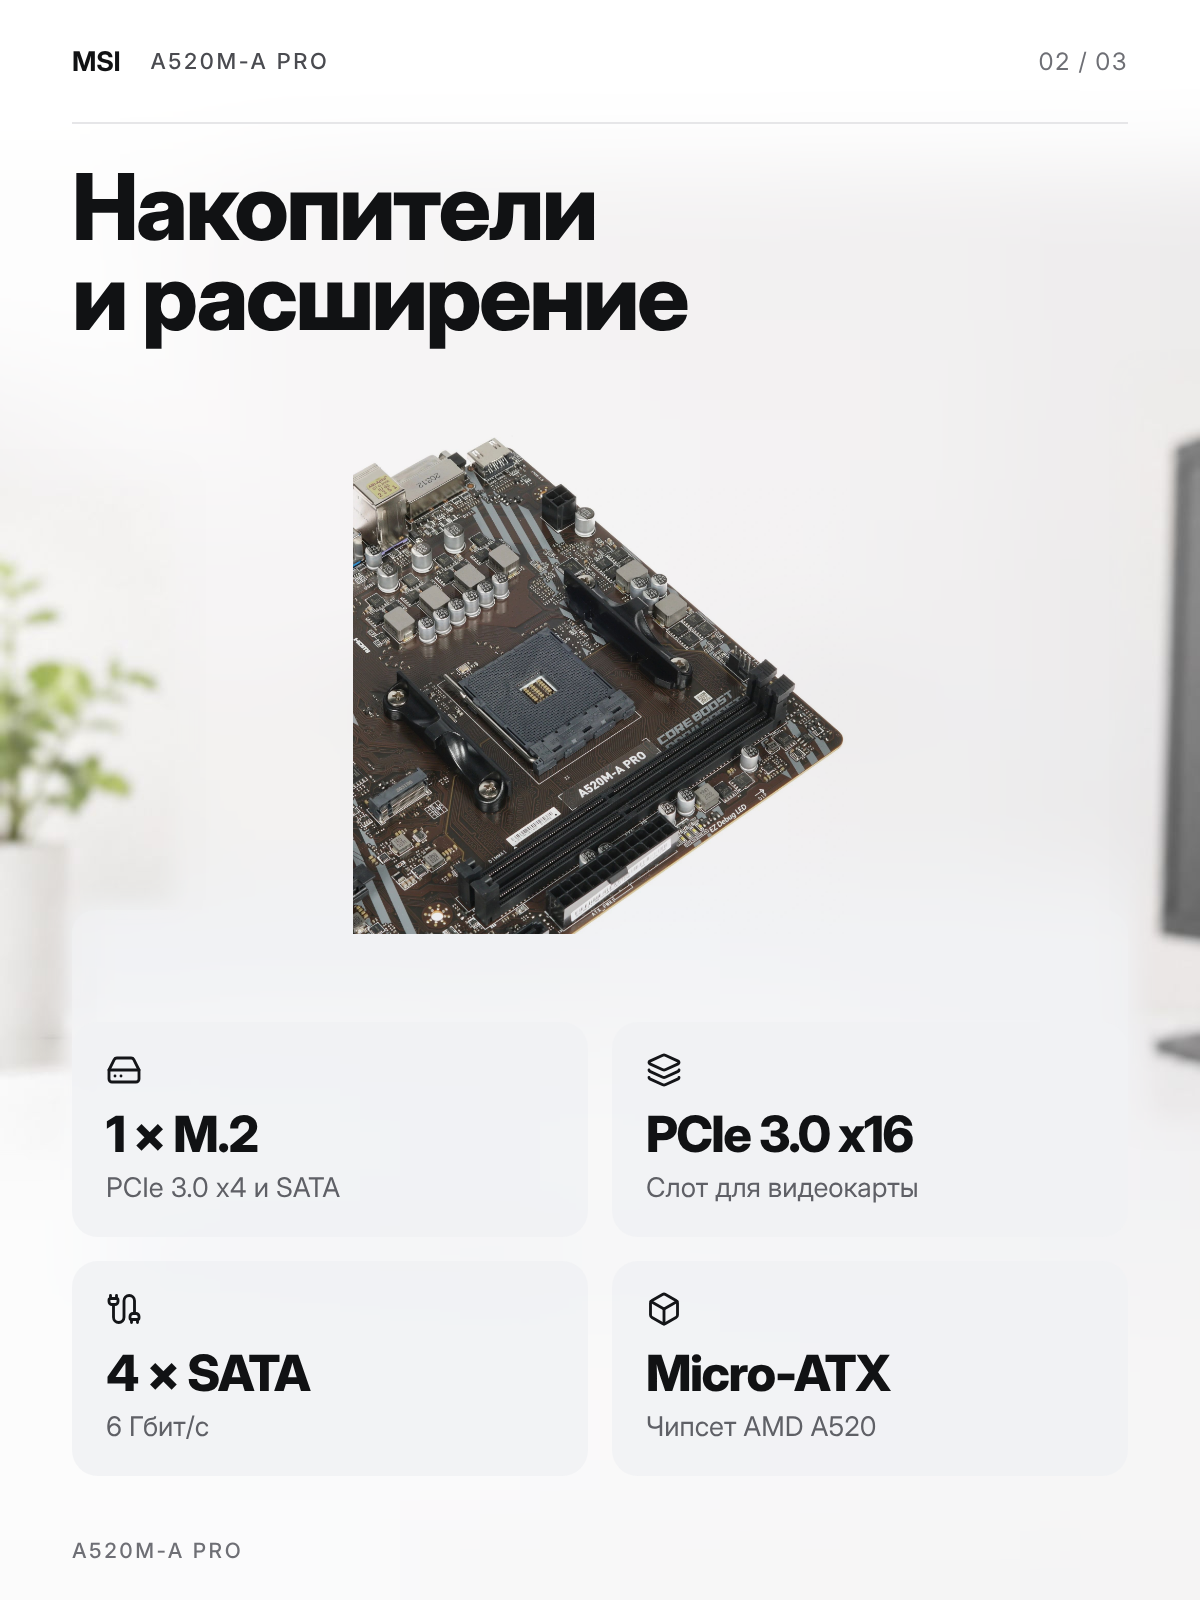 MSI A520M-A PRO 02 / 03
Накопители
и расширение
20S12
CORE BOOST
A520M-A PRO
EZ Debug LED
1 × M.2
PCIe 3.0 x4 и SATA
PCIe 3.0 x16
Слот для видеокарты
4 × SATA
6 Гбит/с
Micro-ATX
Чипсет AMD A520
A520M-A PRO